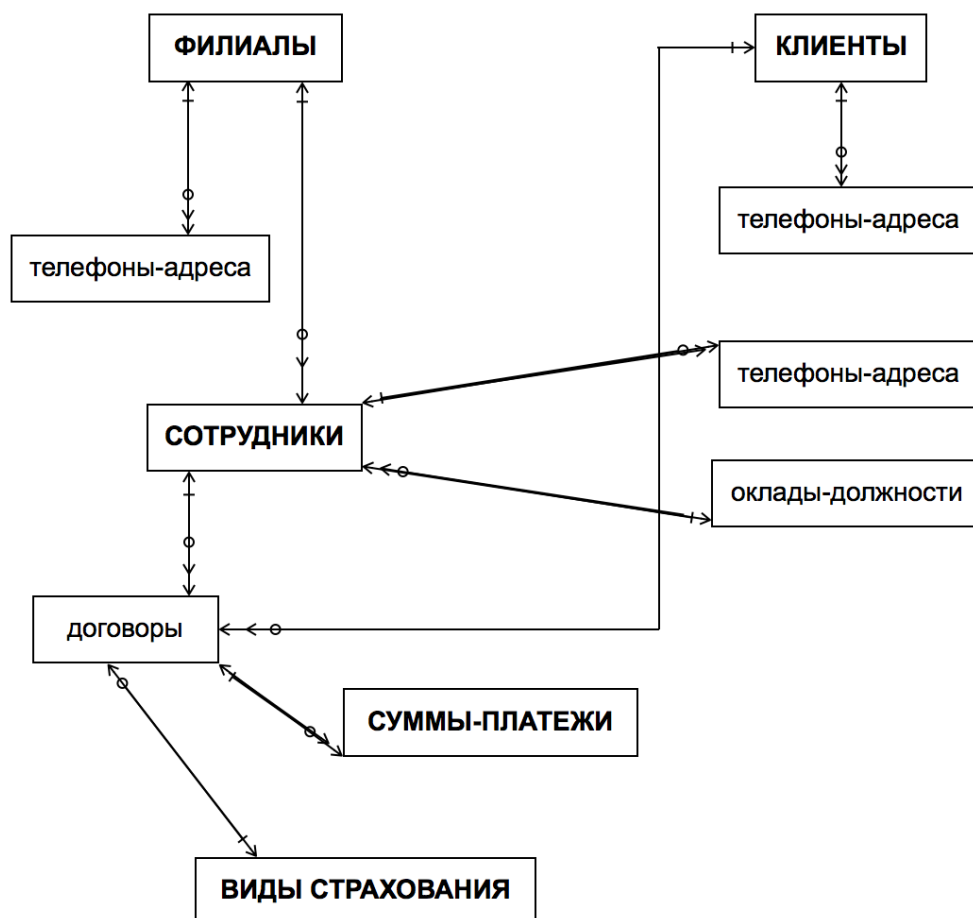 ФИЛИАЛЫ
КЛИЕНТЫ
телефоны-адреса
телефоны-адреса
телефоны-адреса
СОТРУДНИКИ
оклады-должности
договоры
СУММЫ-ПЛАТЕЖИ
ВИДЫ СТРАХОВАНИЯ